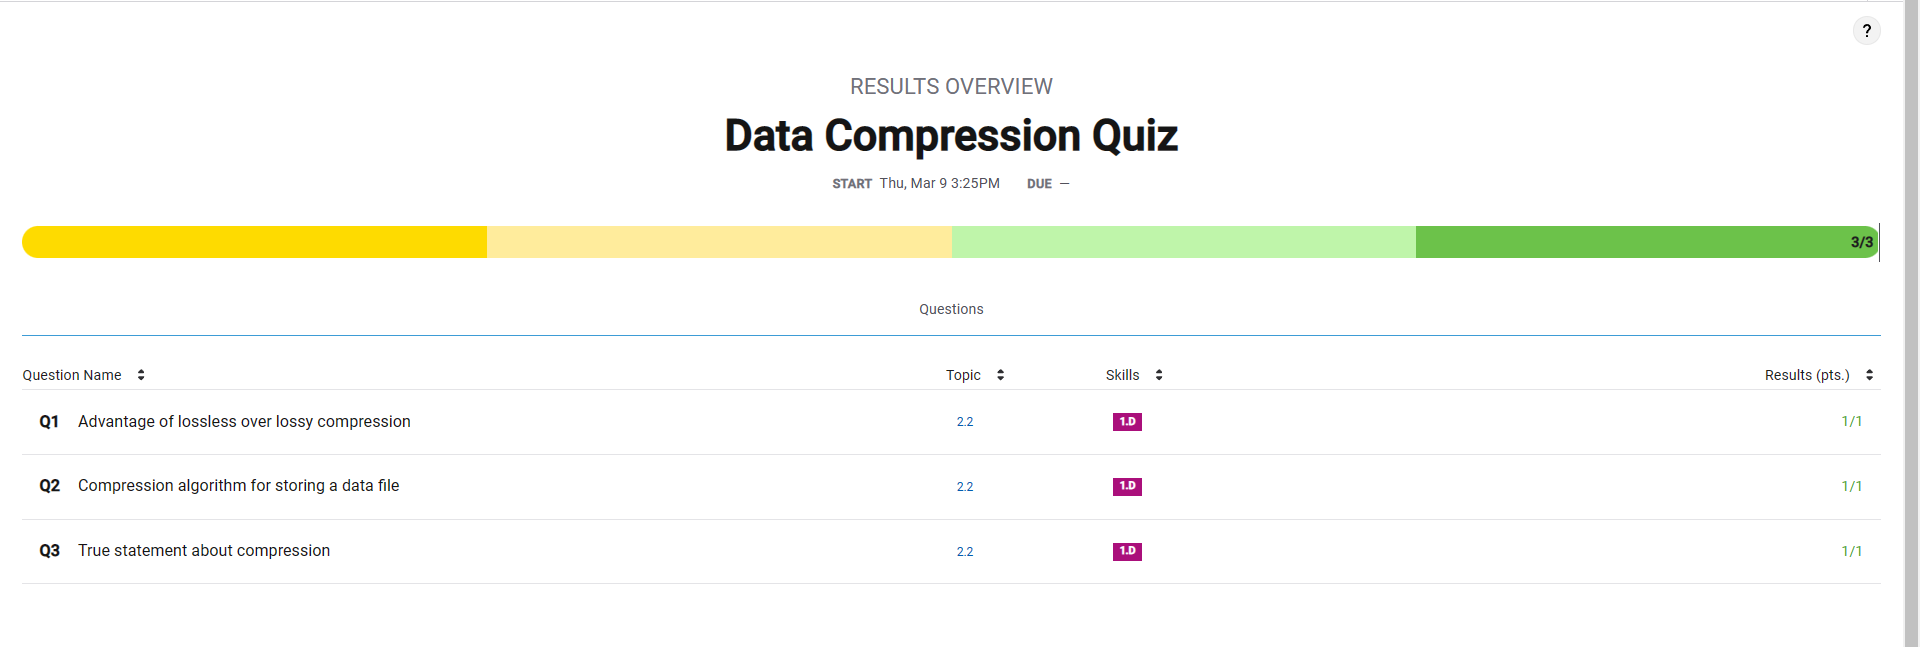 ?
RESULTS OVERVIEW
Data Compression Quiz
START Thu, Mar 9 3:25PM DUE —
3/3
Questions
Question Name Topic Skills Results (pts.)
Q1 Advantage of lossless over lossy compression 2.2 1.D 1/1
Q2 Compression algorithm for storing a data file 2.2 1.D 1/1
Q3 True statement about compression 2.2 1.D 1/1